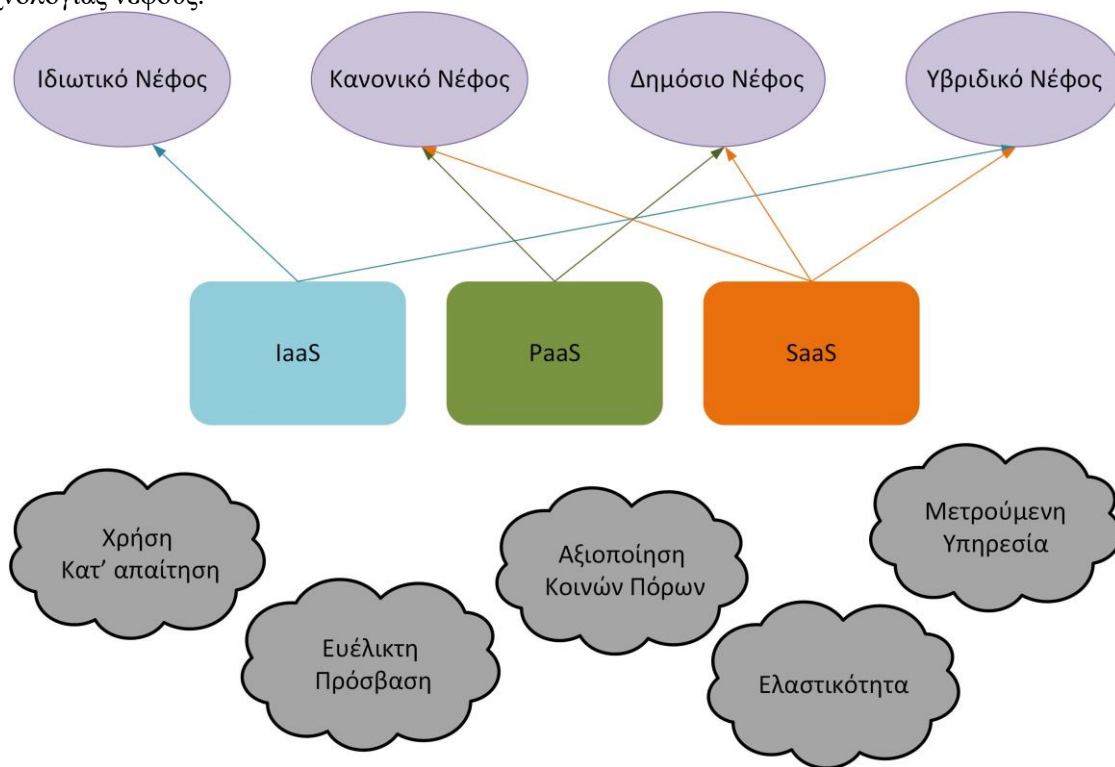 νέφους.
Ιδιωτικό Νέφος
Κανονικό Νέφος
Δημόσιο Νέφος
Υβριδικό Νέφος
IaaS
PaaS
SaaS
Χρήση
Κατ’ απαίτηση
Ευέλικτη
Πρόσβαση
Αξιοποίηση
Κοινών Πόρων
Ελαστικότητα
Μετρούμενη
Υπηρεσία